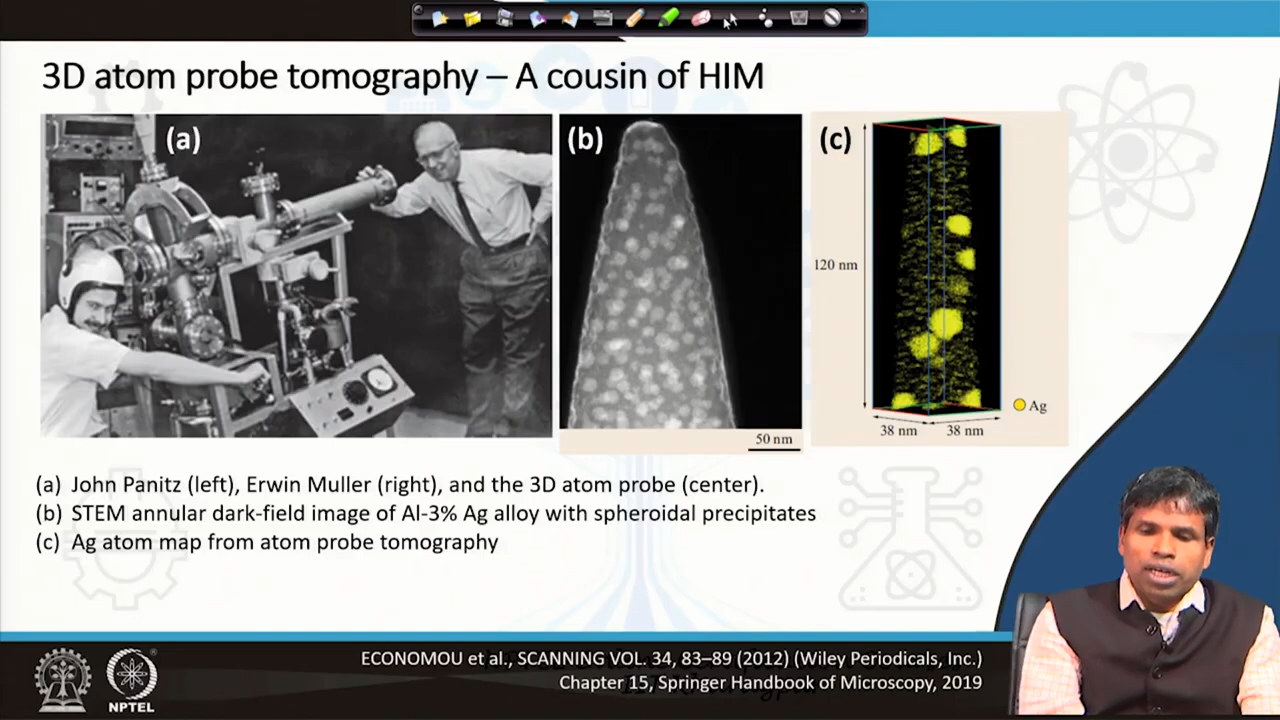 3D atom probe tomography – A cousin of HIM
(a)
(b)
(c)
120 nm
50 nm
38 nm
38 nm
Ag
(a) John Panitz (left), Erwin Muller (right), and the 3D atom probe (center).
(b) STEM annular dark-field image of Al-3% Ag alloy with spheroidal precipitates
(c) Ag atom map from atom probe tomography
ECONOMOU et al., SCANNING VOL. 34, 83–89 (2012) (Wiley Periodicals, Inc.)
Chapter 15, Springer Handbook of Microscopy, 2019
NPTEL